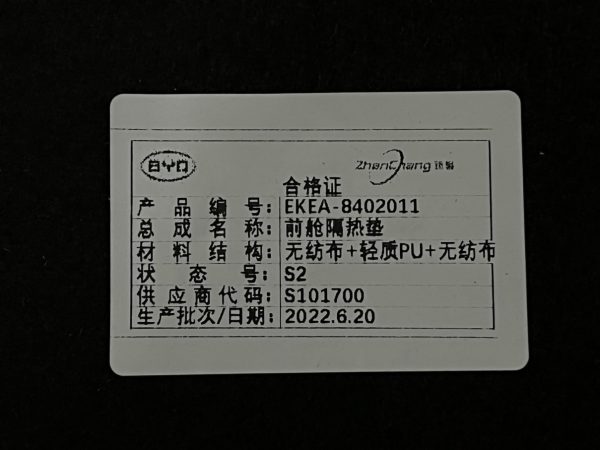 BYD
ZhenChang
合格证
产品编号：EKEA-8402011
总成名称：前舱隔热垫
材料结构：无纺布+轻质PU+无纺布
状态号：S2
供应商代码：S101700
生产批次/日期：2022.6.20